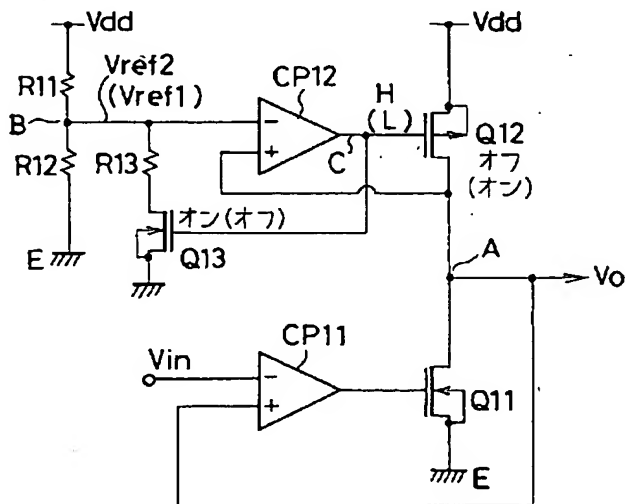 Vdd
Vdd
R11
Vref2
(Vref1)
CP12
H
(L)
B
C
Q12
オフ
(オン)
R12
R13
オン(オフ)
E
Q13
A
Vo
CP11
Vin
Q11
E